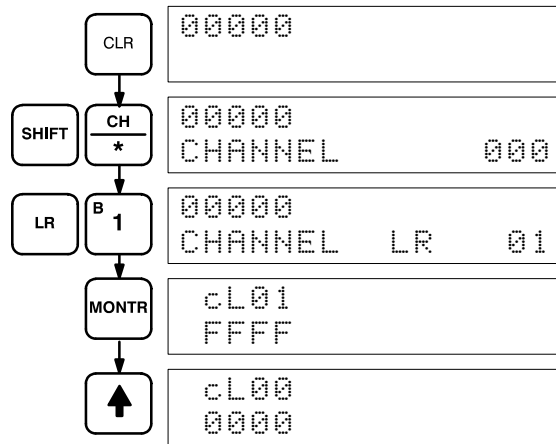 CLR
00000
SHIFT CH *
00000
CHANNEL 000
LR B 1
00000
CHANNEL LR 01
MONTR
cL01
FFFF
cL00
0000